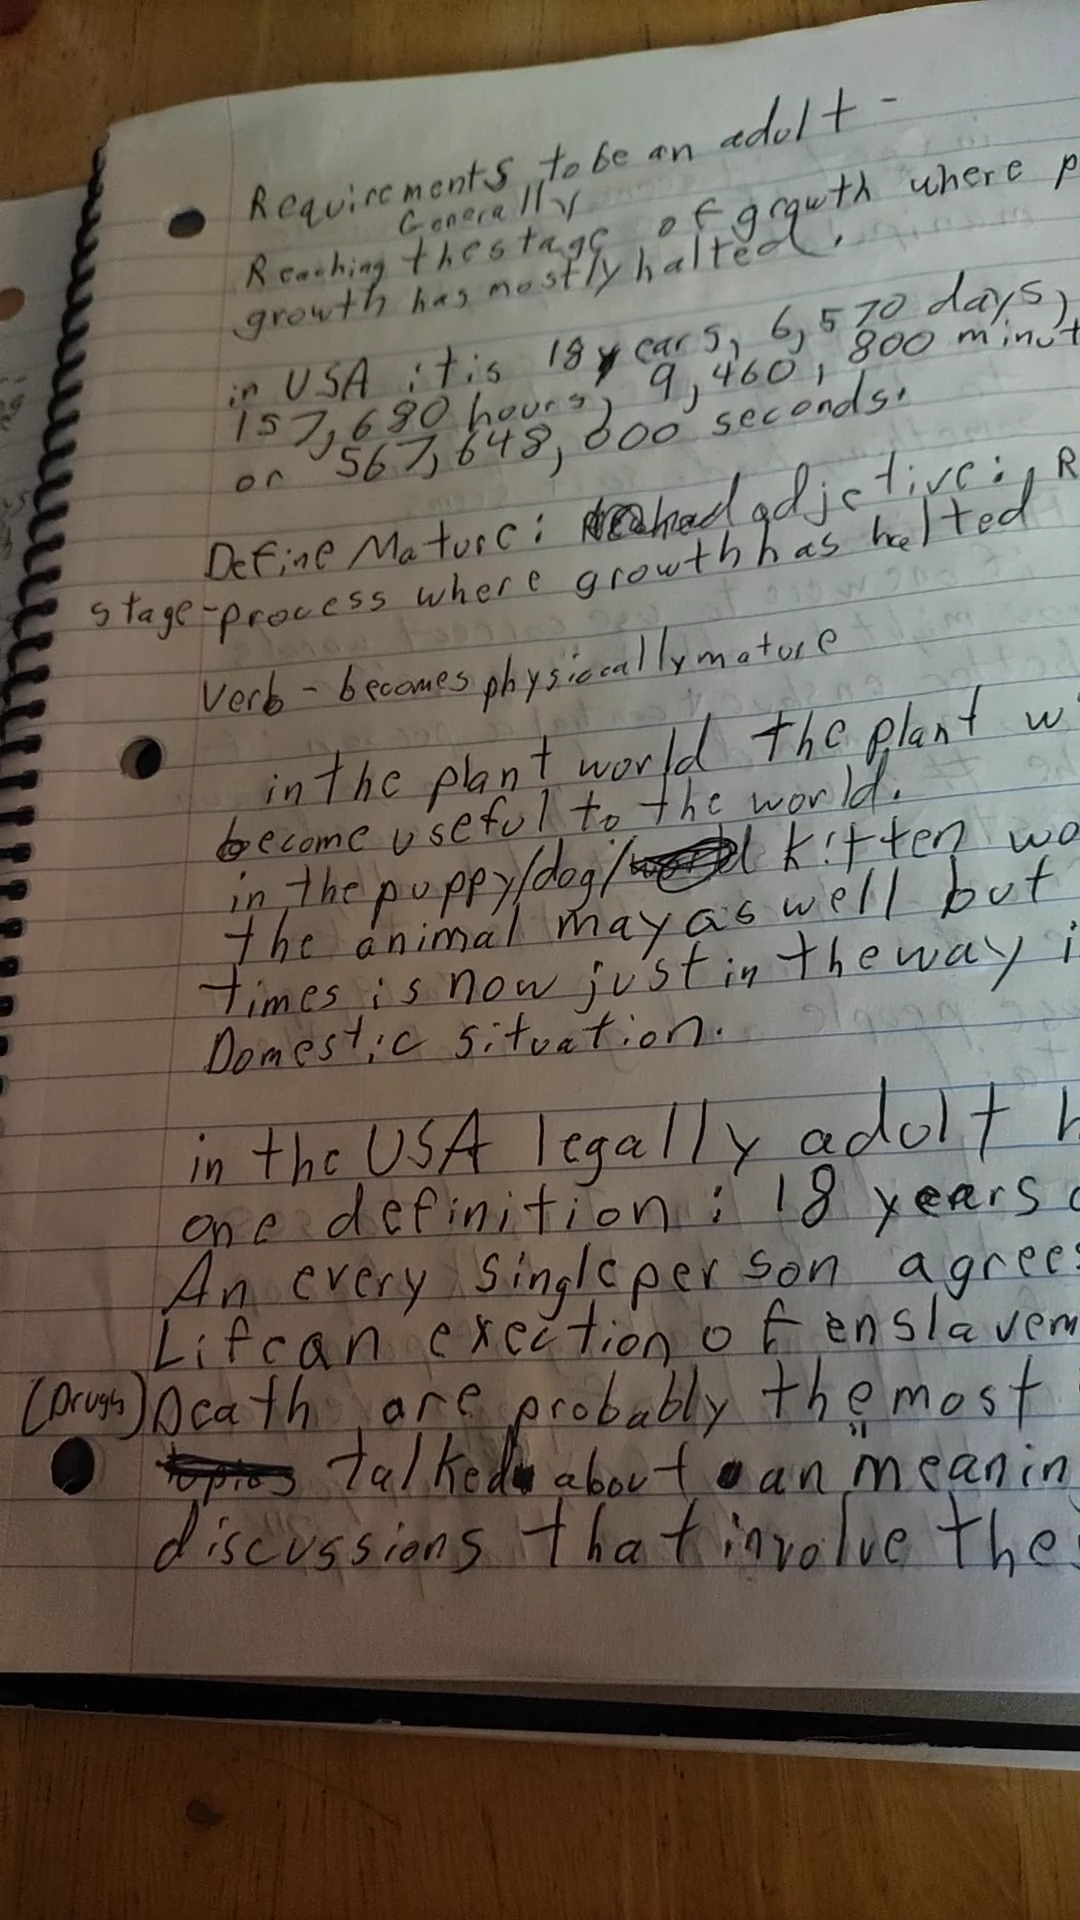 Requirements to be an adult -
Generally
Reaching the stage of growth where p
growth has mostly halted.
in USA it is 18 years, 6,570 days,
157,680 hours, 9,460,800 minut
or 567,648,000 seconds.
Define Mature: adjective: R
stage-process where growth has halted
Verb - becomes physically mature
in the plant world the plant w
become useful to the world.
in the puppy/dog/ kitten wo
the animal may as well but
times is now just in the way i
Domestic situation.
in the USA legally adult h
one definition: 18 years o
An every single person agrees
Lifean exection of enslavem
(Drugs) Death are probably the most
topics talked about an "meanin
discussions that involve the